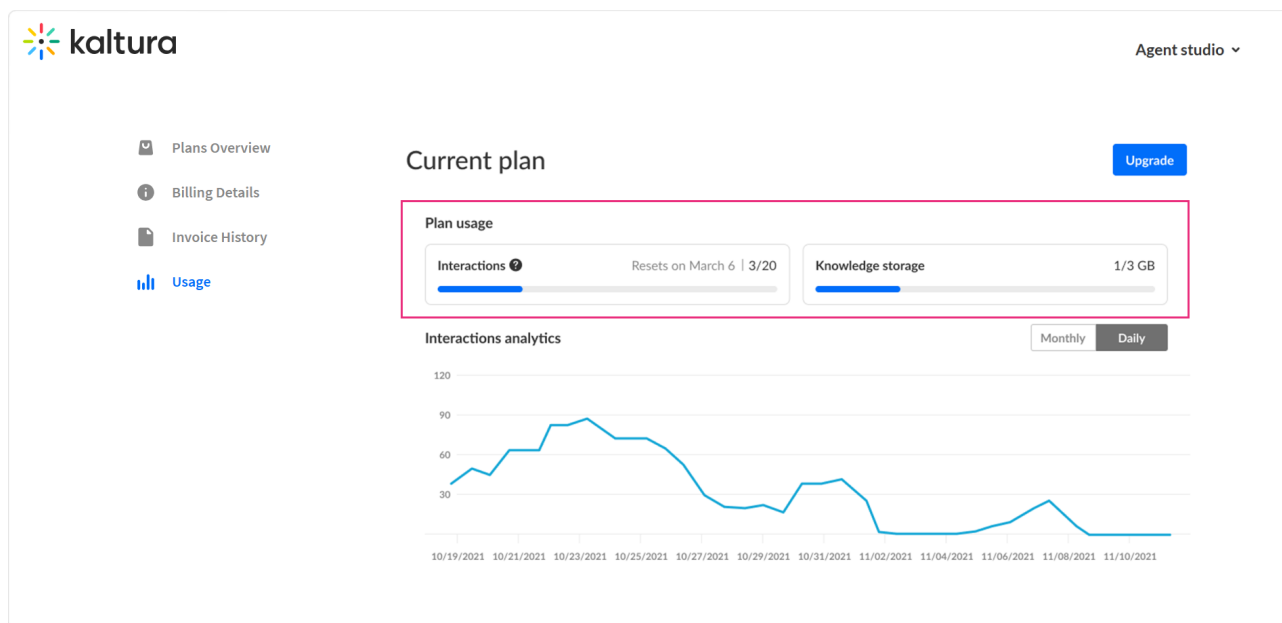 kaltura
Agent studio
Plans Overview
Billing Details
Invoice History
Usage
Current plan
Upgrade
Plan usage
Interactions ? Resets on March 6 | 3/20
Knowledge storage 1/3 GB
Interactions analytics
Monthly Daily
120
90
60
30
10/19/2021 10/21/2021 10/23/2021 10/25/2021 10/27/2021 10/29/2021 10/31/2021 11/02/2021 11/04/2021 11/06/2021 11/08/2021 11/10/2021